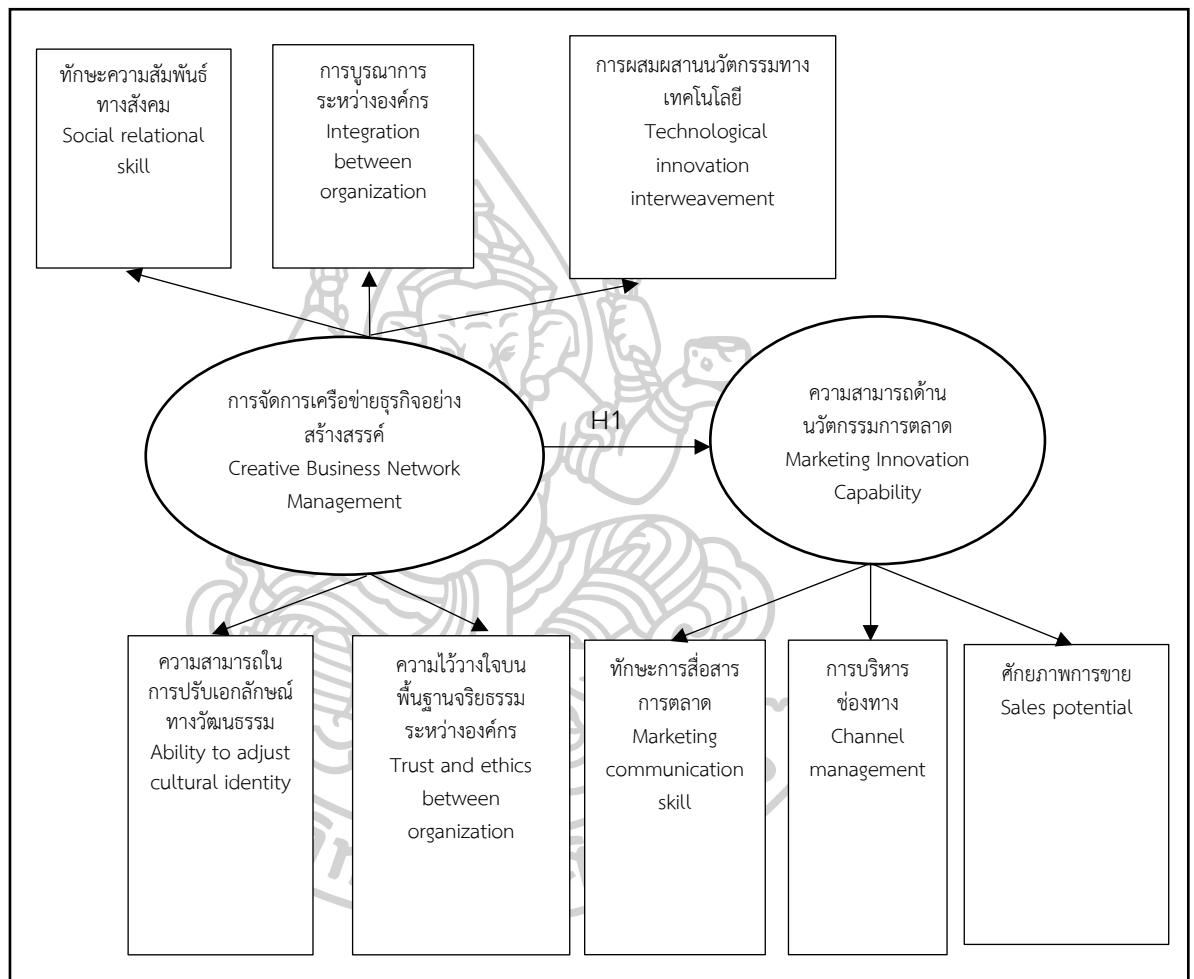 ทักษะความสัมพันธ์
ทางสังคม
Social relational
skill
การบูรณาการ
ระหว่างองค์กร
Integration
between
organization
การผสมผสานนวัตกรรมทาง
เทคโนโลยี
Technological
innovation
interweavement
การจัดการเครือข่ายธุรกิจอย่าง
สร้างสรรค์
Creative Business Network
Management
H1
ความสามารถด้าน
นวัตกรรมการตลาด
Marketing Innovation
Capability
ความสามารถใน
การปรับเอกลักษณ์
ทางวัฒนธรรม
Ability to adjust
cultural identity
ความไว้วางใจบน
พื้นฐานจริยธรรม
ระหว่างองค์กร
Trust and ethics
between
organization
ทักษะการสื่อสาร
การตลาด
Marketing
communication
skill
การบริหาร
ช่องทาง
Channel
management
ศักยภาพการขาย
Sales potential